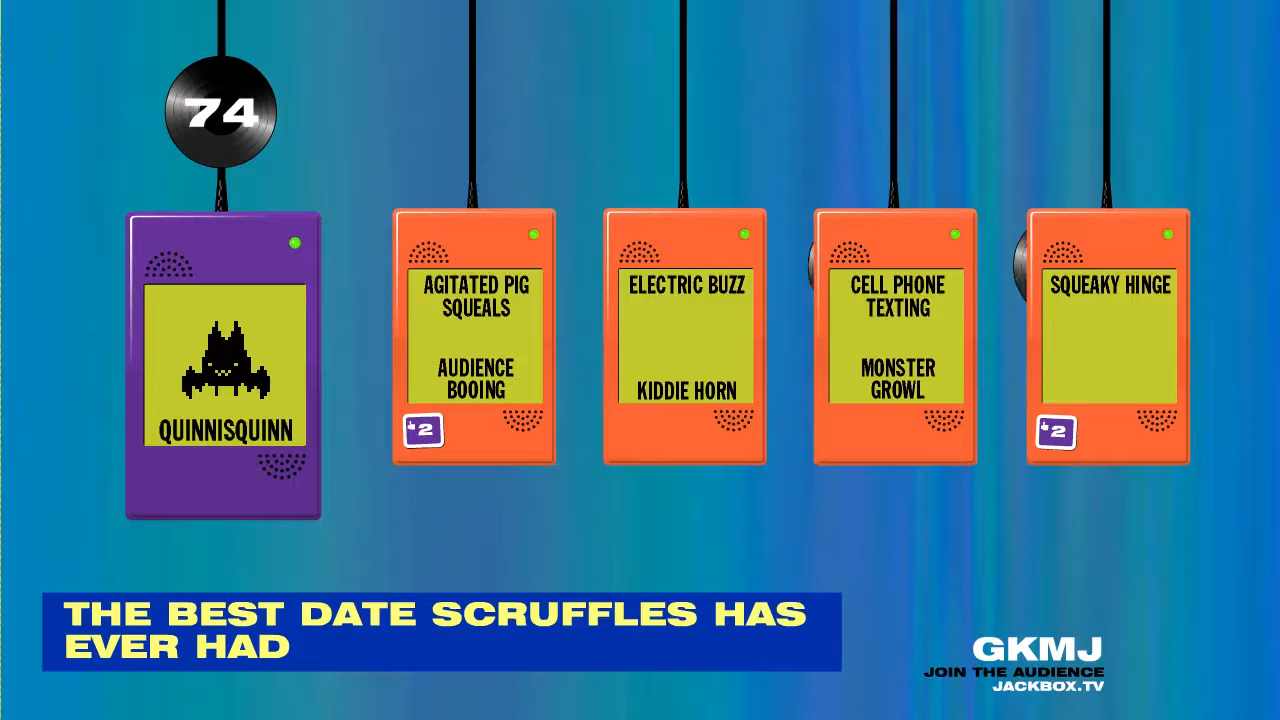 74
QUINNISQUINN
AGITATED PIG
SQUEALS
AUDIENCE
BOOING
2
ELECTRIC BUZZ
KIDDIE HORN
CELL PHONE
TEXTING
MONSTER
GROWL
SQUEAKY HINGE
2
THE BEST DATE SCRUFFLES HAS
EVER HAD
GKMJ
JOIN THE AUDIENCE
JACKBOX.TV